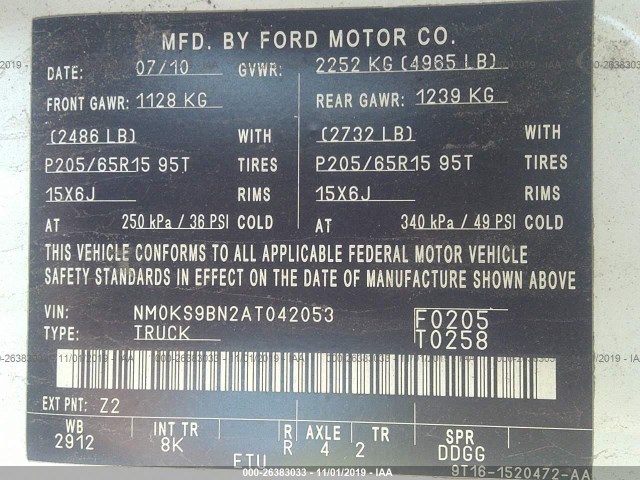 MFD. BY FORD MOTOR CO.
DATE: 07/10 GVWR: 2252 KG (4965 LB)
FRONT GAWR: 1128 KG REAR GAWR: 1239 KG
(2486 LB) WITH (2732 LB) WITH
P205/65R15 95T TIRES P205/65R15 95T TIRES
15X6J RIMS 15X6J RIMS
AT 250 kPa / 36 PSI COLD AT 340 kPa / 49 PSI COLD
THIS VEHICLE CONFORMS TO ALL APPLICABLE FEDERAL MOTOR VEHICLE
SAFETY STANDARDS IN EFFECT ON THE DATE OF MANUFACTURE SHOWN ABOVE
VIN: NM0KS9BN2AT042053 F0205
TYPE: TRUCK T0258
EXT PNT: Z2
WB INT TR R AXLE TR SPR
2912 8K R 4 2 DDGG
FTU 9T16-1520472-AA
00-26383033 - 11/01/2019 - IAA